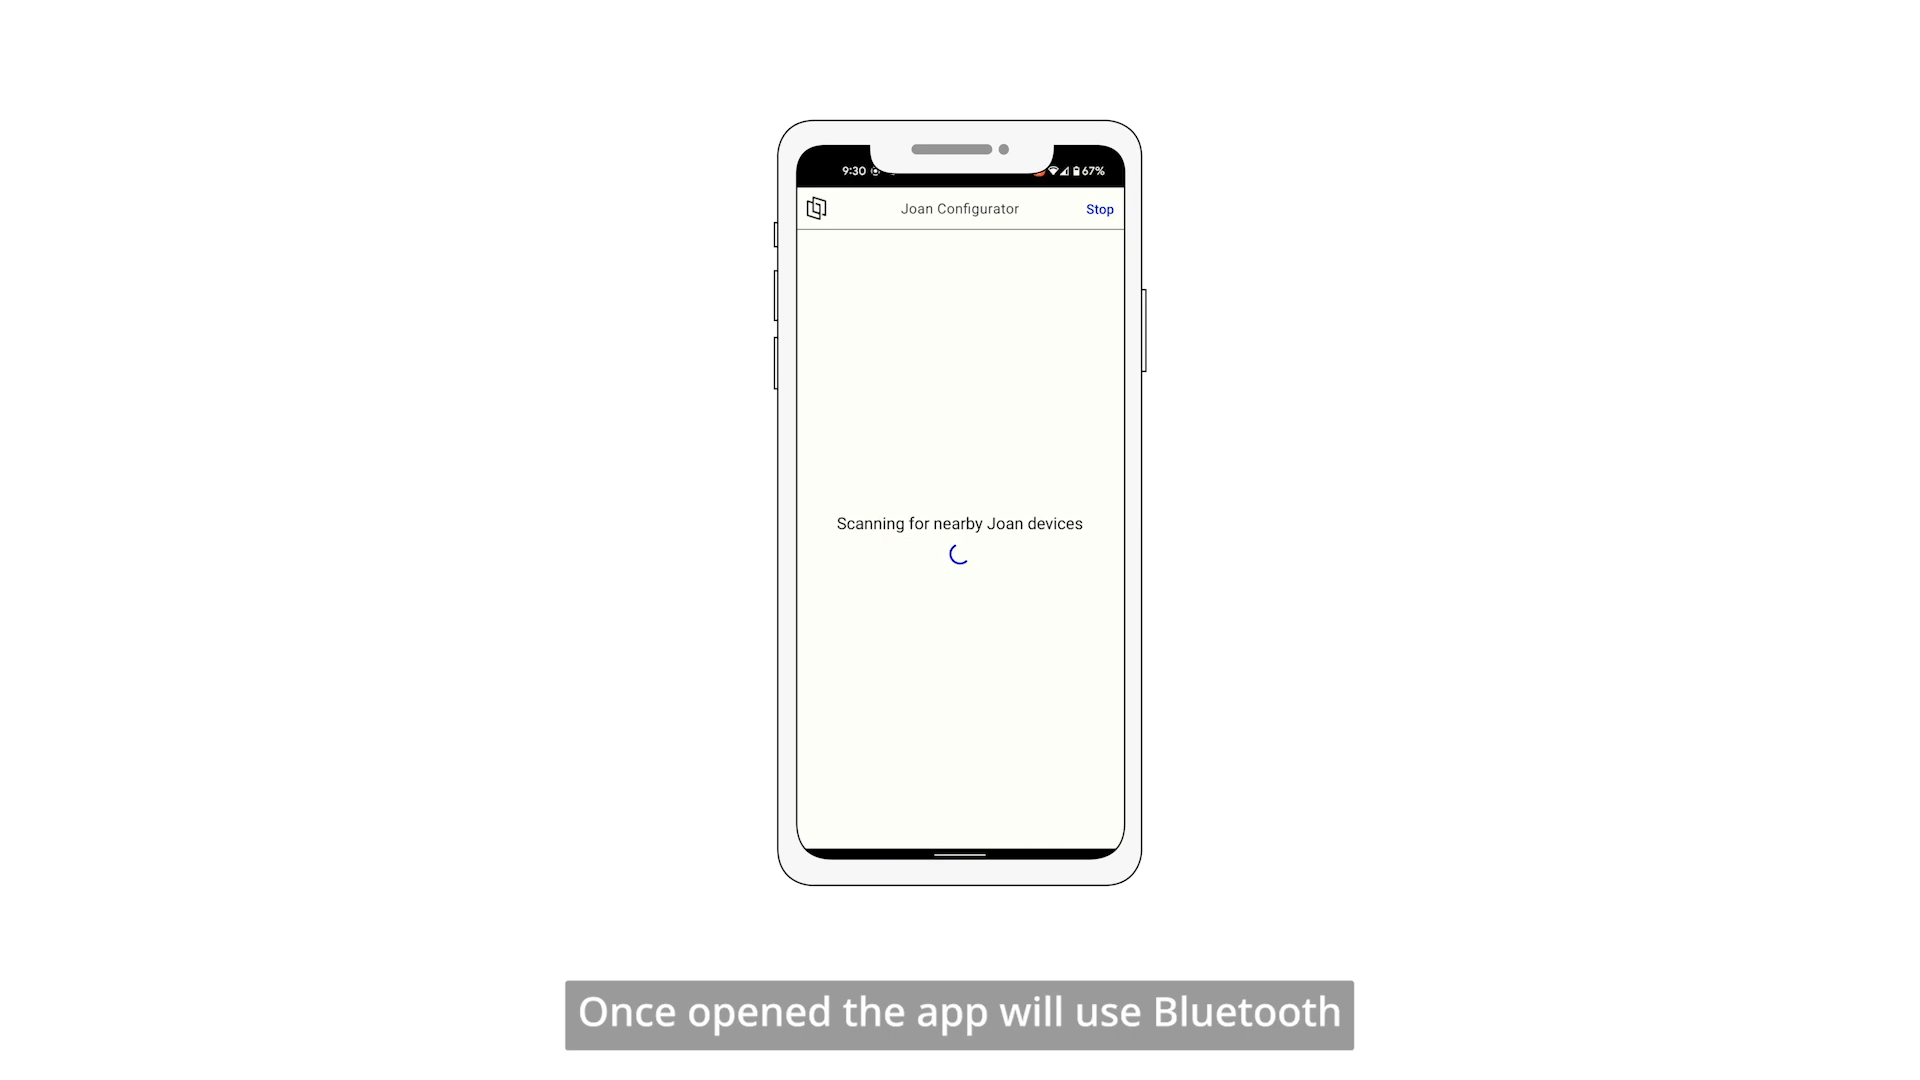 9:30
67%
Joan Configurator
Stop
Scanning for nearby Joan devices
Once opened the app will use Bluetooth